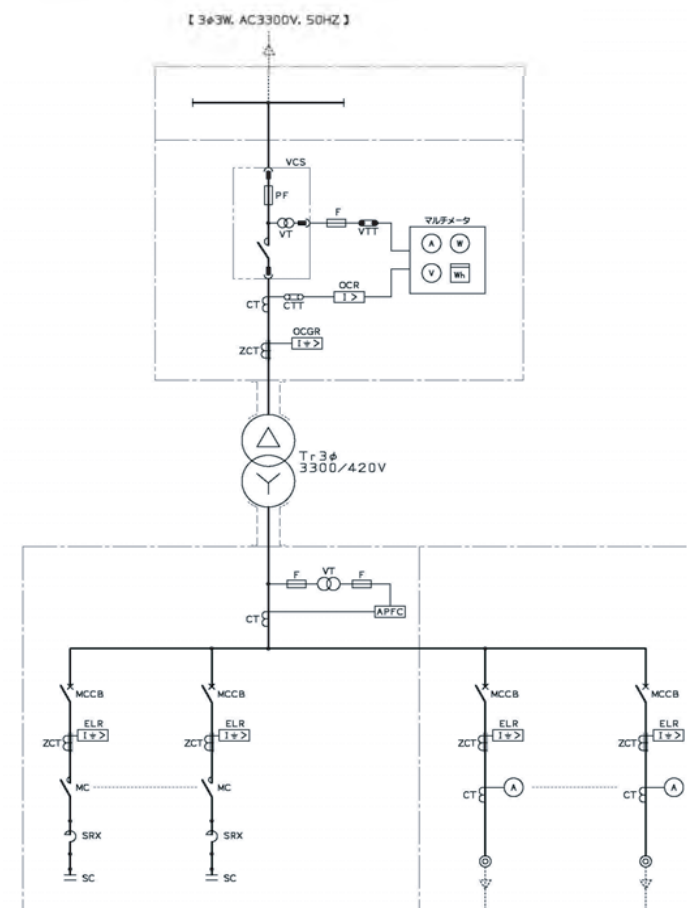 【 3φ3W. AC3300V. 50HZ 】
VCS
PF
VT
F
VTT
マルチメータ
A
W
V
Wh
CT
CTT
OCR
I >
OCGR
ZCT
I ⏚ >
Tr3φ
3300/420V
F
VT
F
CT
APFC
MCCB
MCCB
MCCB
MCCB
ELR
ELR
ELR
ELR
ZCT
I ⏚ >
ZCT
I ⏚ >
ZCT
I ⏚ >
ZCT
I ⏚ >
MC
MC
CT
A
CT
A
SRX
SRX
SC
SC